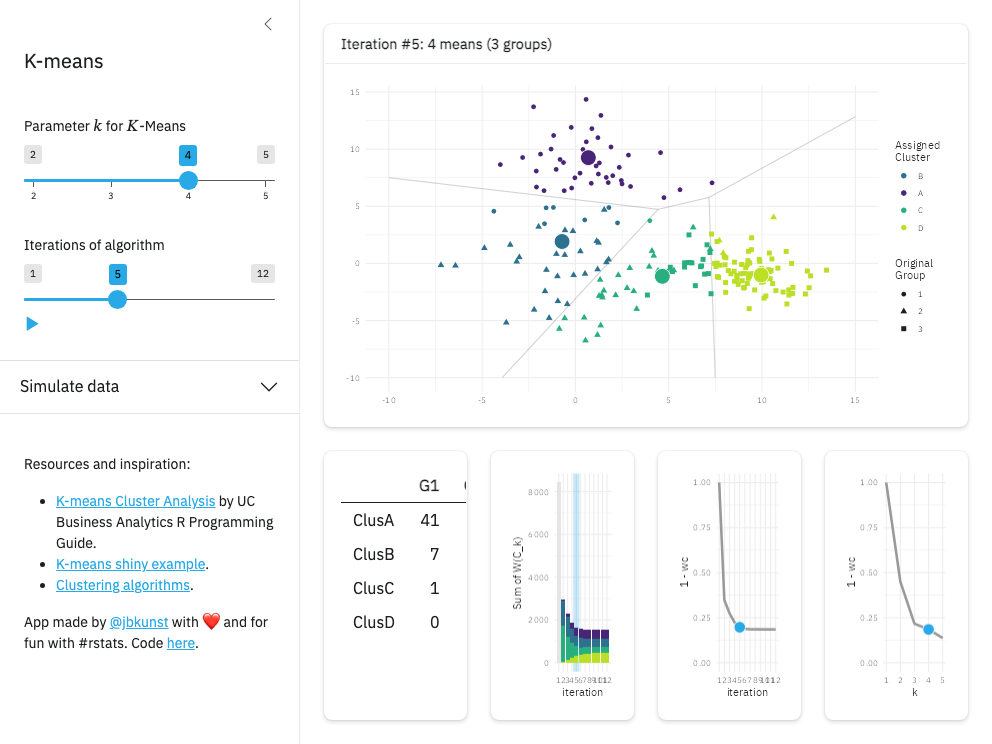 K-means
Parameter k for K-Means
2 4 5
2 3 4 5
Iterations of algorithm
1 5 12
Simulate data
Resources and inspiration:
K-means Cluster Analysis by UC
Business Analytics R Programming
Guide.
K-means shiny example.
Clustering algorithms.
App made by @jbkunst with ❤️ and for
fun with #rstats. Code here.
Iteration #5: 4 means (3 groups)
15
10
5
0
-5
-10
-10 -5 0 5 10 15
Assigned
Cluster
B
A
C
D
Original
Group
1
2
3
G1
ClusA 41
ClusB 7
ClusC 1
ClusD 0
Sum of W(C_k)
8 000
6 000
4 000
2 000
0
1 2 3 4 5 6 7 8 9 10 11 12
iteration
1 - wc
1.00
0.75
0.50
0.25
0.00
1 2 3 4 5 6 7 8 9 10 11 12
iteration
1 - wc
1.00
0.75
0.50
0.25
0.00
1 2 3 4 5
k